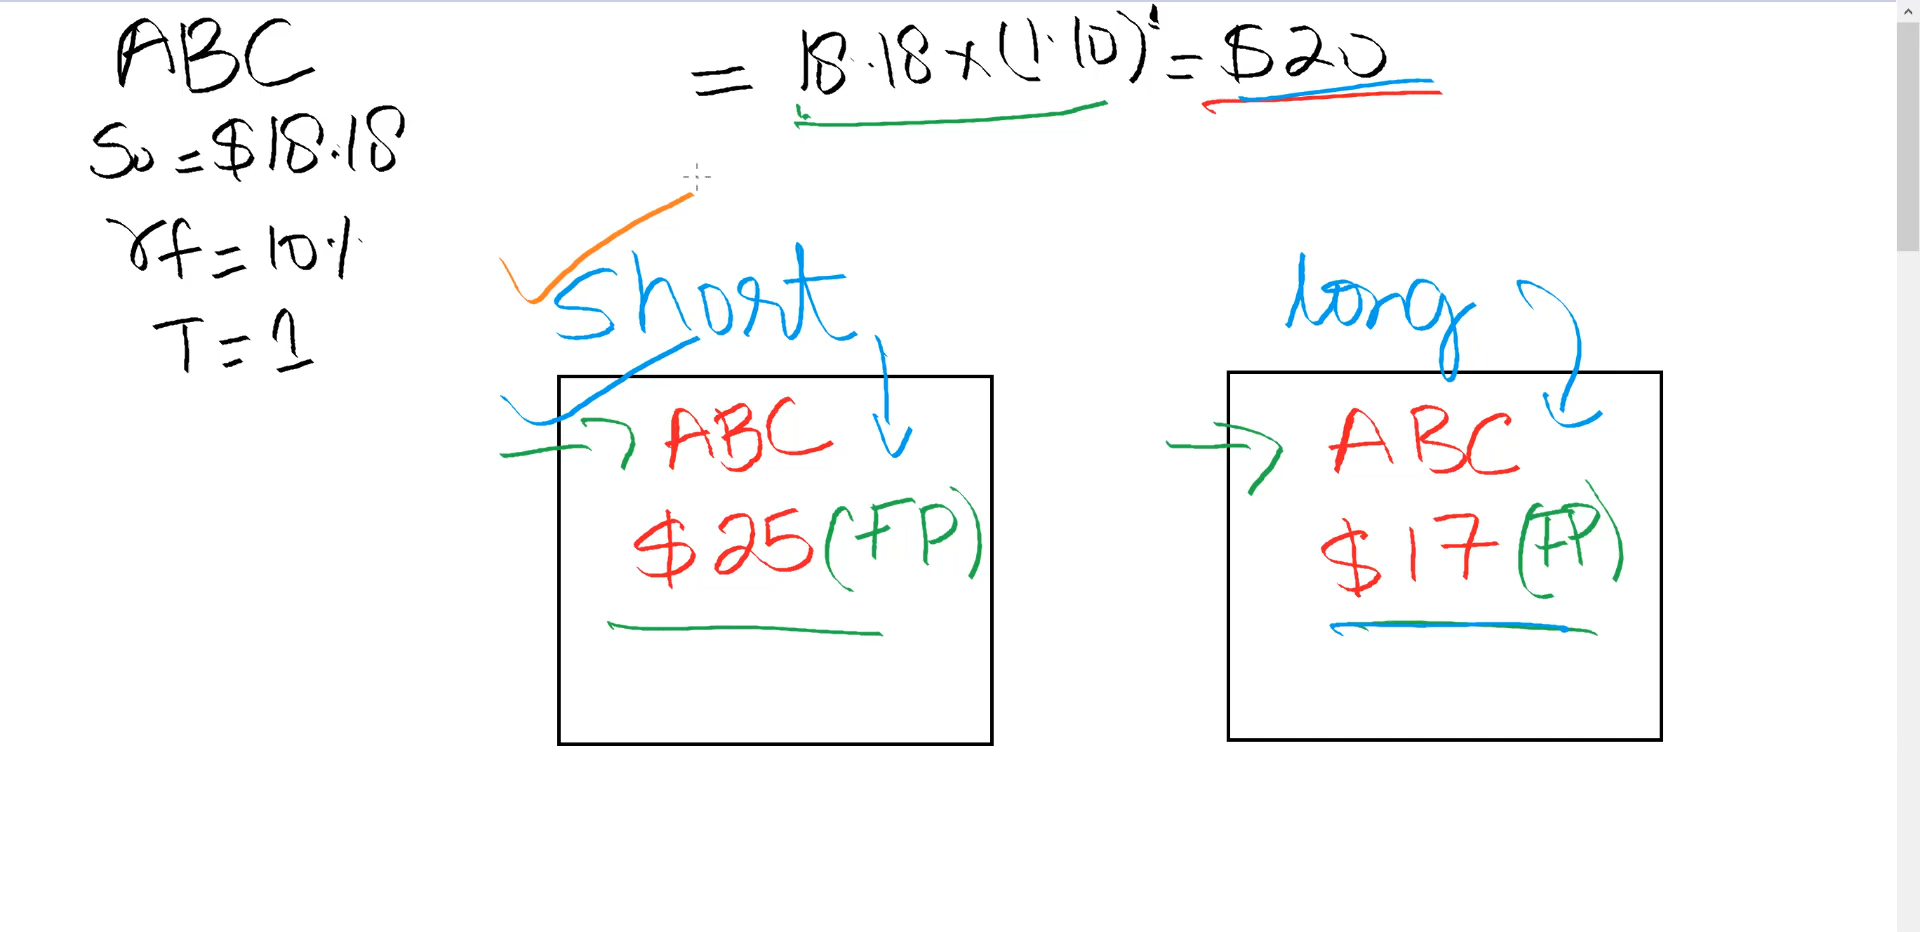 ABC
S0 = $18.18
rf = 10%
T = 1
= 18.18 x (1.10)^1 = $20
short
long
ABC
$25 (FP)
ABC
$17 (FP)